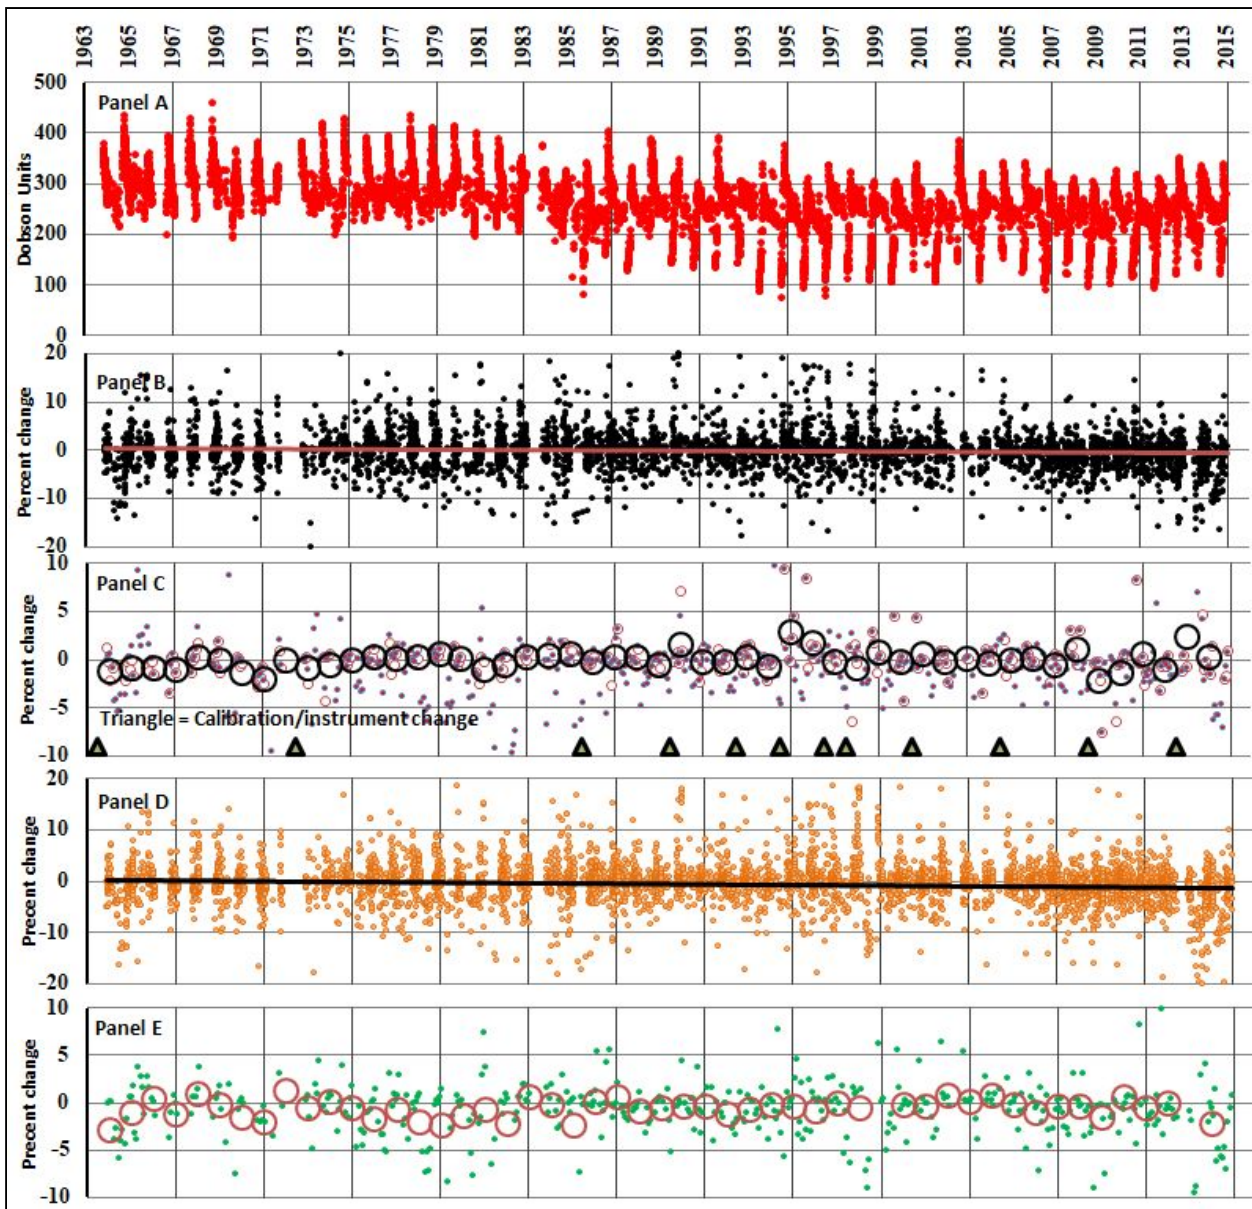 1963 1965 1967 1969 1971 1973 1975 1977 1979 1981 1983 1985 1987 1989 1991 1993 1995 1997 1999 2001 2003 2005 2007 2009 2011 2013 2015
Panel A
Dobson Units
500
400
300
200
100
0
Panel B
Percent change
20
10
0
-10
-20
Panel C
Percent change
10
5
0
-5
-10
Triangle = Calibration/instrument change
Panel D
Precent change
20
10
0
-10
-20
Panel E
Precent change
10
5
0
-5
-10